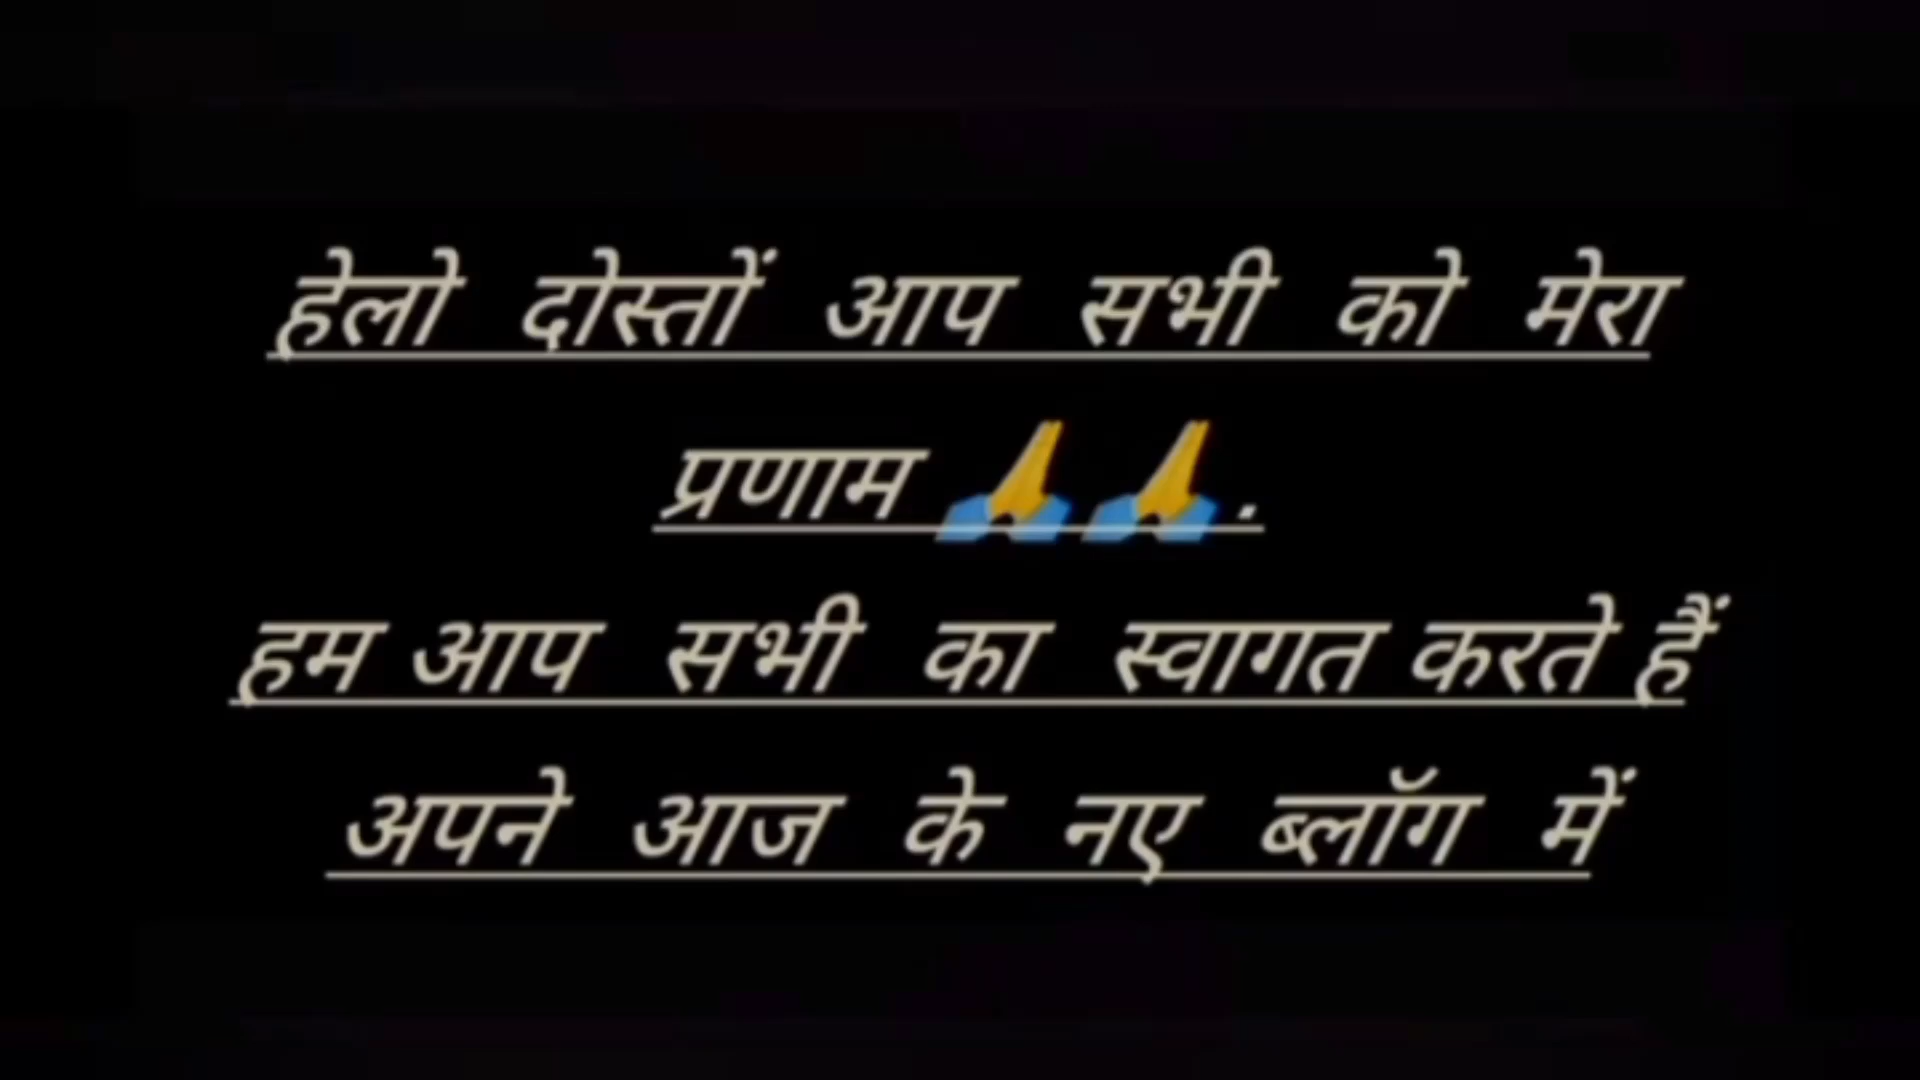 हेलो दोस्तों आप सभी को मेरा
प्रणाम 🙏🙏.
हम आप सभी का स्वागत करते हैं
अपने आज के नए ब्लॉग में